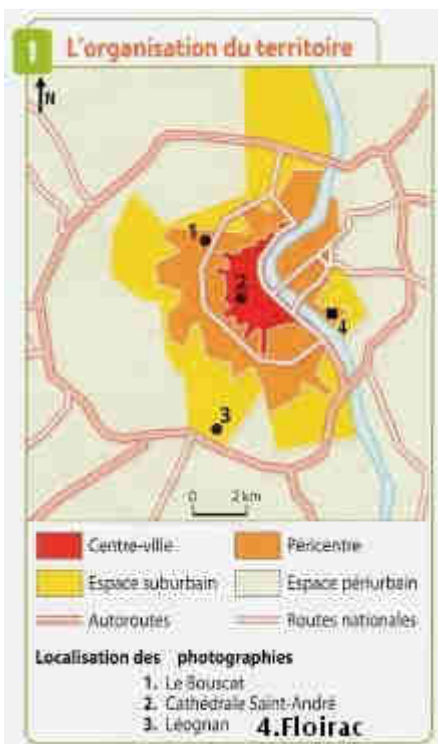 1 L'organisation du territoire
N
1
2
4
3
0 2 km
Centre-ville Péricentre
Espace suburbain Espace périurbain
Autoroutes Routes nationales
Localisation des photographies
1. Le Bouscat
2. Cathédrale Saint-André
3. Léognan 4.Floirac